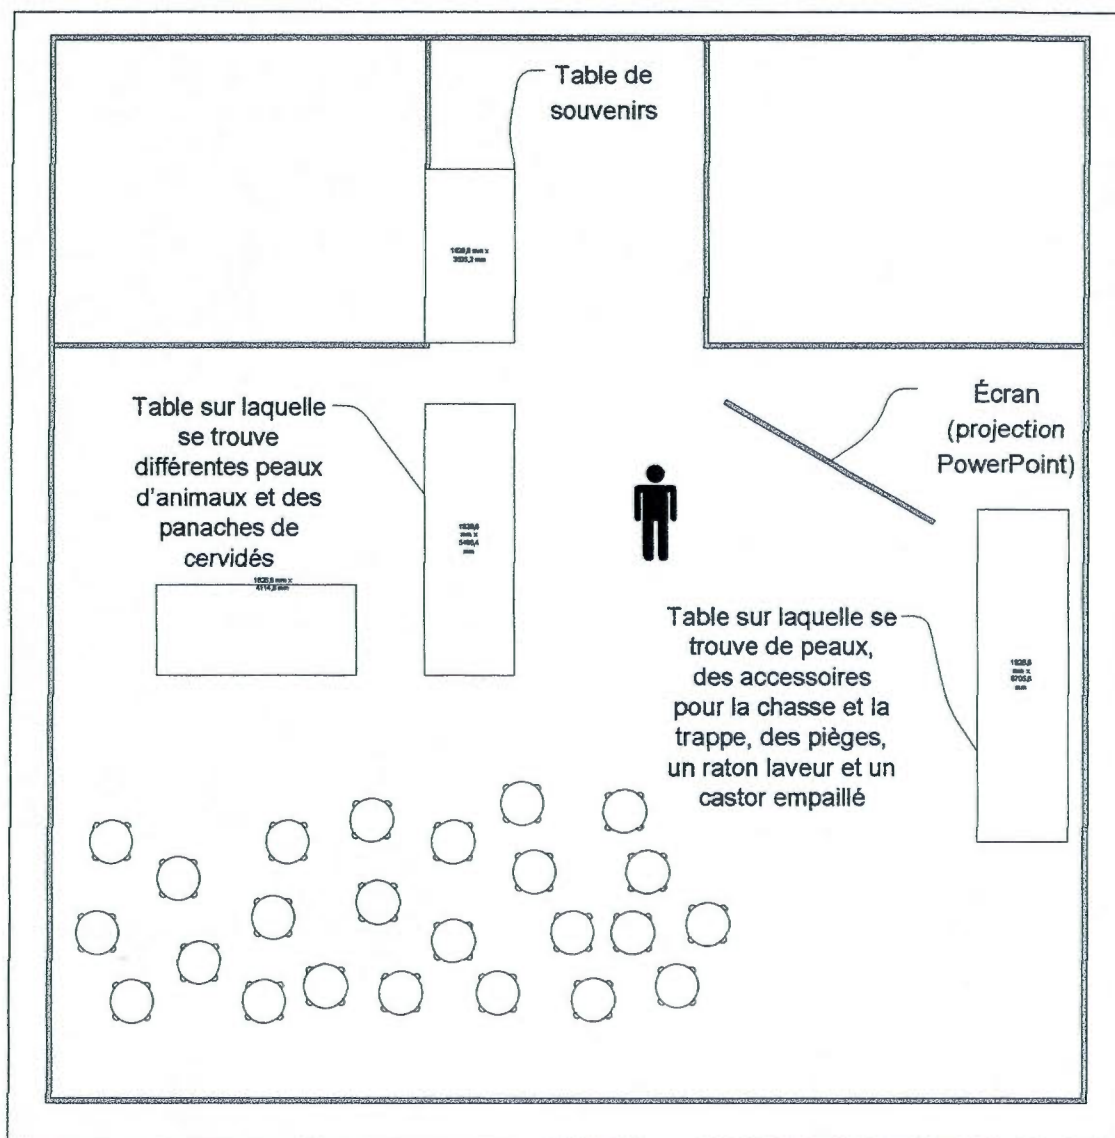 Table de
souvenirs
Table sur laquelle
se trouve
différentes peaux
d'animaux et des
panaches de
cervidés
Écran
(projection
PowerPoint)
Table sur laquelle se
trouve de peaux,
des accessoires
pour la chasse et la
trappe, des pièges,
un raton laveur et un
castor empaillé